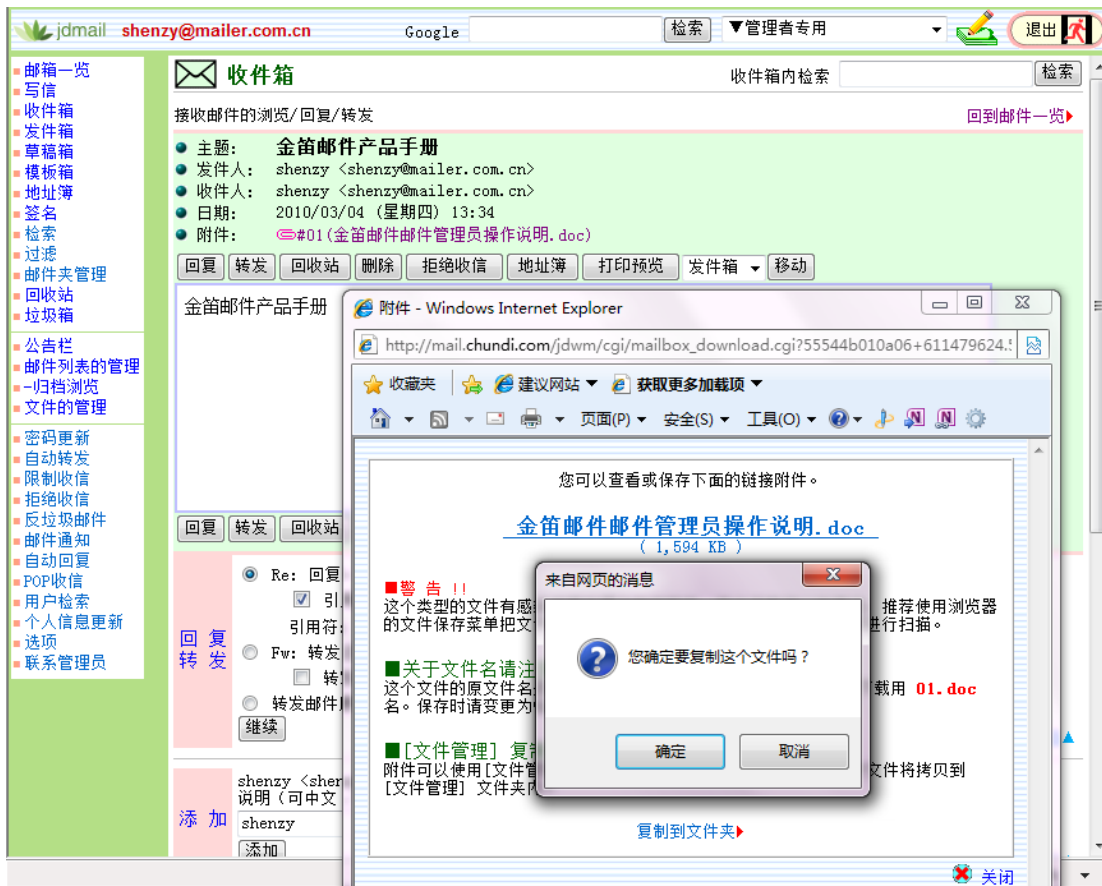 jdmail shenzy@mailer.com.cn Google 检索 ▼管理者专用 退出
邮箱一览
写信
收件箱
发件箱
草稿箱
模板箱
地址簿
签名
检索
过滤
邮件夹管理
回收站
垃圾箱
公告栏
邮件列表的管理
-归档浏览
文件的管理
密码更新
自动转发
限制收信
拒绝收信
反垃圾邮件
邮件通知
自动回复
POP收信
用户检索
个人信息更新
选项
联系管理员
收件箱 收件箱内检索 检索
接收邮件的浏览/回复/转发 回到邮件一览
主题: 金笛邮件产品手册
发件人: shenzy <shenzy@mailer.com.cn>
收件人: shenzy <shenzy@mailer.com.cn>
日期: 2010/03/04 (星期四) 13:34
附件: #01(金笛邮件邮件管理员操作说明.doc)
回复 转发 回收站 删除 拒绝收信 地址簿 打印预览 发件箱 移动
金笛邮件产品手册
回复 转发 回收站
回复
转发
Re: 回复
引
引用符:
Fw: 转发
转
转发邮件
继续
添 加
shenzy <shen
说明(可中文
shenzy
添加
附件 - Windows Internet Explorer
http://mail.chundi.com/jdwm/cgi/mailbox_download.cgi?55544b010a06+611479624.
收藏夹 建议网站 ▼ 获取更多加载项 ▼
页面(P) 安全(S) 工具(O)
您可以查看或保存下面的链接附件。
金笛邮件邮件管理员操作说明.doc
( 1,594 KB )
■警 告 !!
这个类型的文件有感 推荐使用浏览器
的文件保存菜单把文 进行扫描。
■关于文件名请注
这个文件的原文件名 载用 01.doc
名。保存时请变更为
■[文件管理] 复
附件可以使用[文件管 文件将拷贝到
[文件管理] 文件夹内
复制到文件夹
关闭
来自网页的消息
您确定要复制这个文件吗？
确定 取消